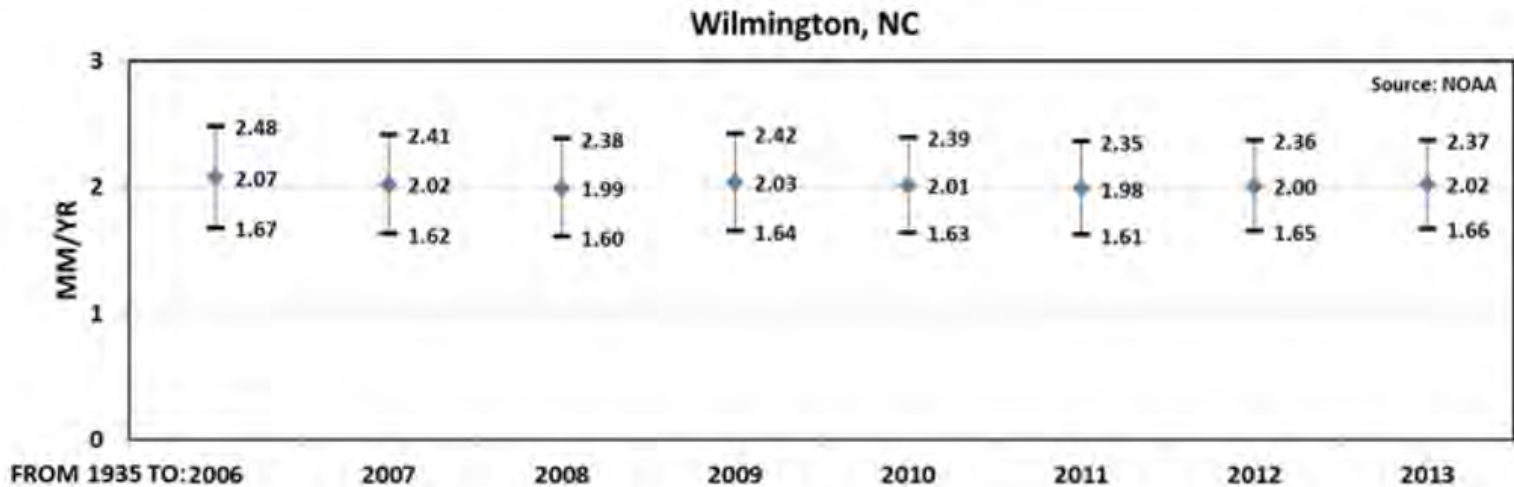 Wilmington, NC
3
Source: NOAA
2.48 2.41 2.38 2.42 2.39 2.35 2.36 2.37
2 2.07 2.02 1.99 2.03 2.01 1.98 2.00 2.02
1.67 1.62 1.60 1.64 1.63 1.61 1.65 1.66
MM/YR
1
0
FROM 1935 TO:2006 2007 2008 2009 2010 2011 2012 2013